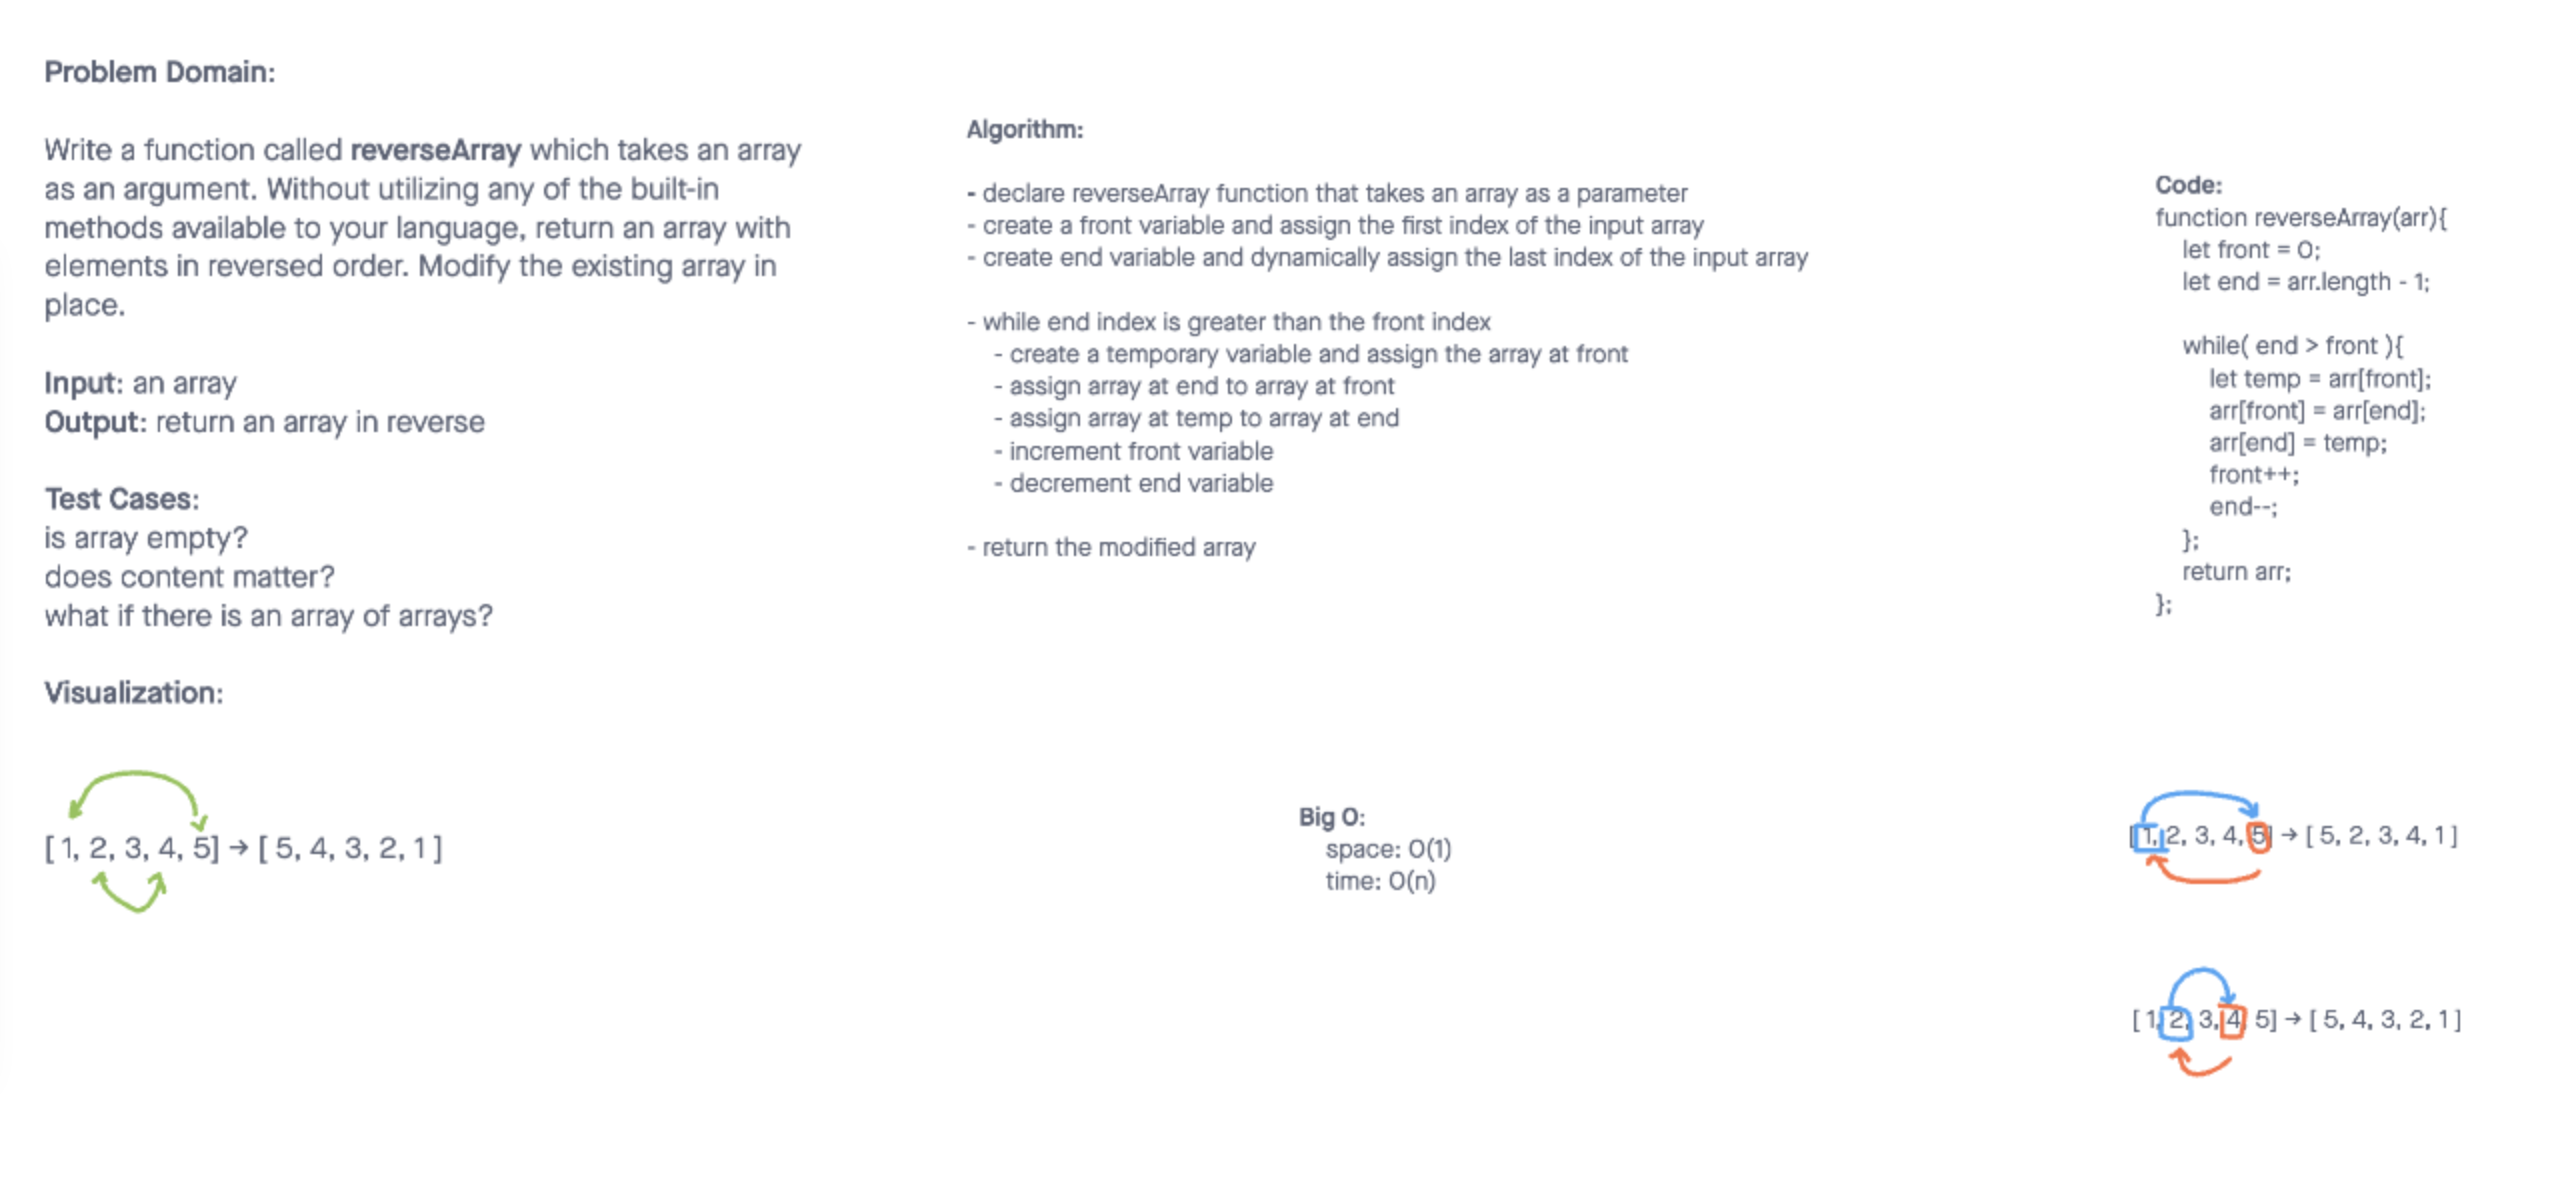 Problem Domain:
Write a function called reverseArray which takes an array
as an argument. Without utilizing any of the built-in
methods available to your language, return an array with
elements in reversed order. Modify the existing array in
place.
Input: an array
Output: return an array in reverse
Test Cases:
is array empty?
does content matter?
what if there is an array of arrays?
Visualization:
[ 1, 2, 3, 4, 5] → [ 5, 4, 3, 2, 1 ]
Algorithm:
- declare reverseArray function that takes an array as a parameter
- create a front variable and assign the first index of the input array
- create end variable and dynamically assign the last index of the input array
- while end index is greater than the front index
- create a temporary variable and assign the array at front
- assign array at end to array at front
- assign array at temp to array at end
- increment front variable
- decrement end variable
- return the modified array
Big O:
space: O(1)
time: O(n)
Code:
function reverseArray(arr){
let front = 0;
let end = arr.length - 1;
while( end > front ){
let temp = arr[front];
arr[front] = arr[end];
arr[end] = temp;
front++;
end--;
};
return arr;
};
[ 1, 2, 3, 4, 5] → [ 5, 2, 3, 4, 1 ]
[ 1, 2, 3, 4, 5] → [ 5, 4, 3, 2, 1 ]